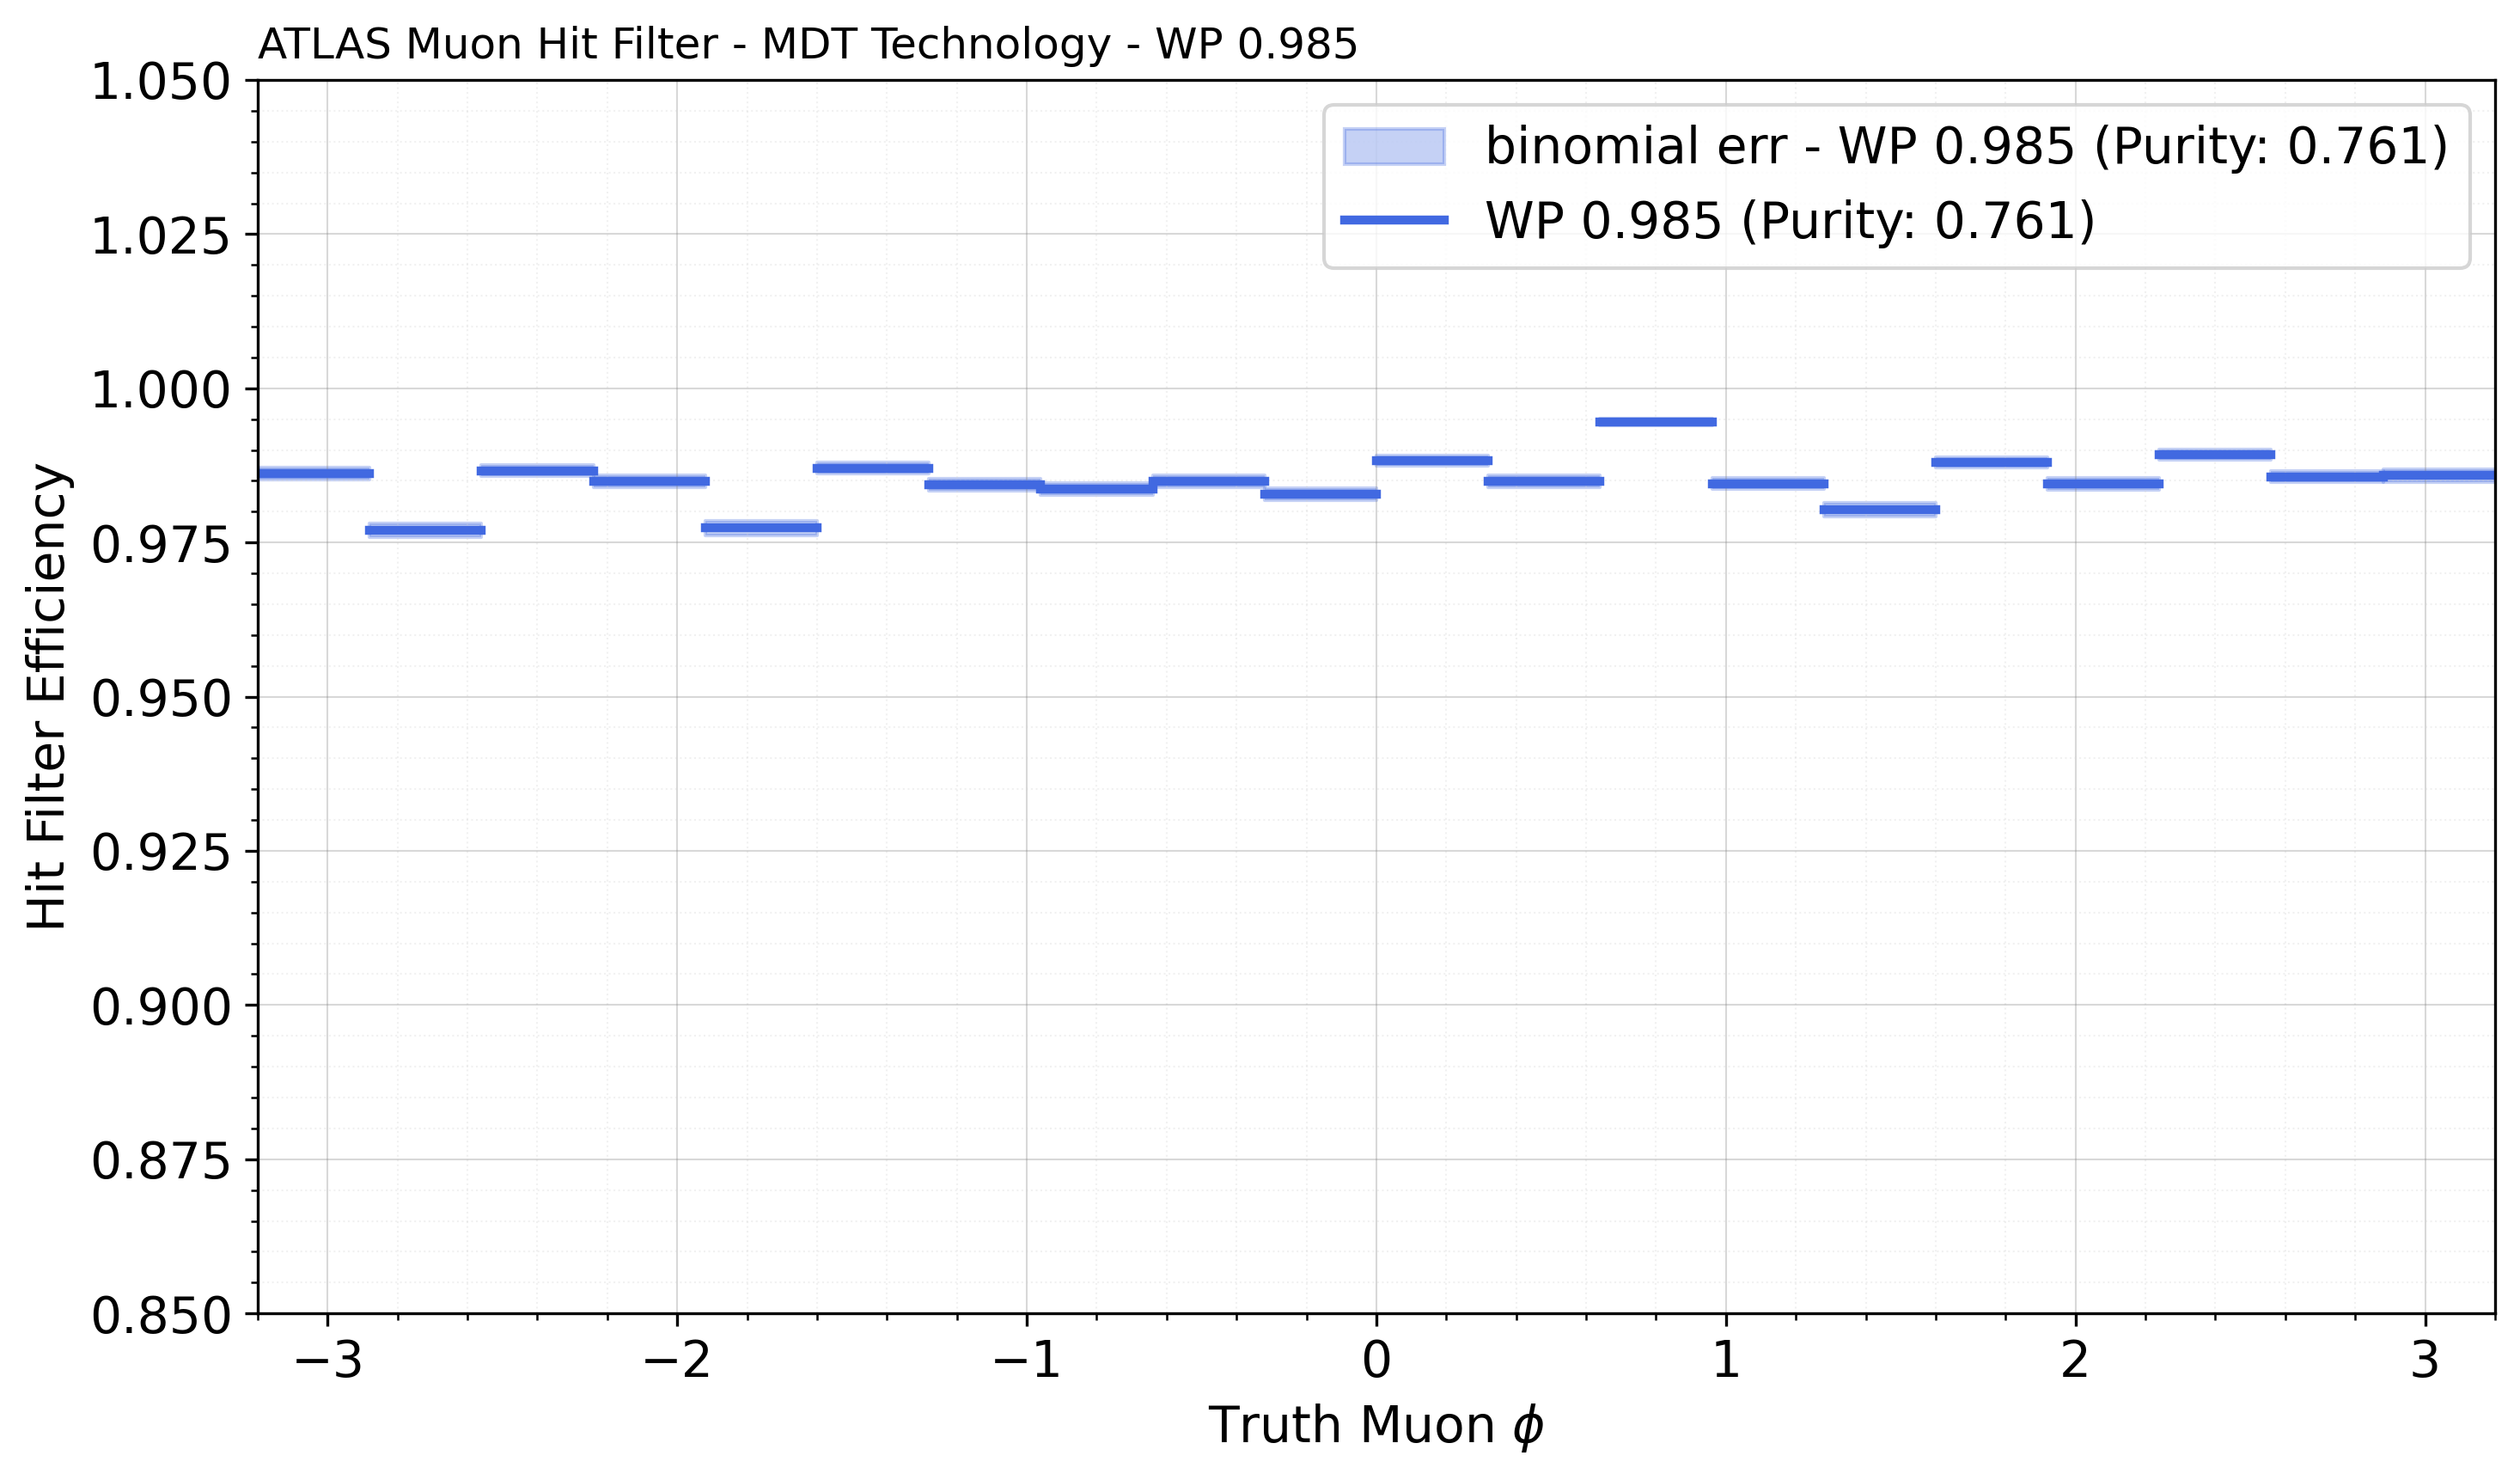 ATLAS Muon Hit Filter - MDT Technology - WP 0.985
1.050
1.025
1.000
0.975
0.950
0.925
0.900
0.875
0.850
Hit Filter Efficiency
binomial err - WP 0.985 (Purity: 0.761)
WP 0.985 (Purity: 0.761)
−3 −2 −1 0 1 2 3
Truth Muon ϕ